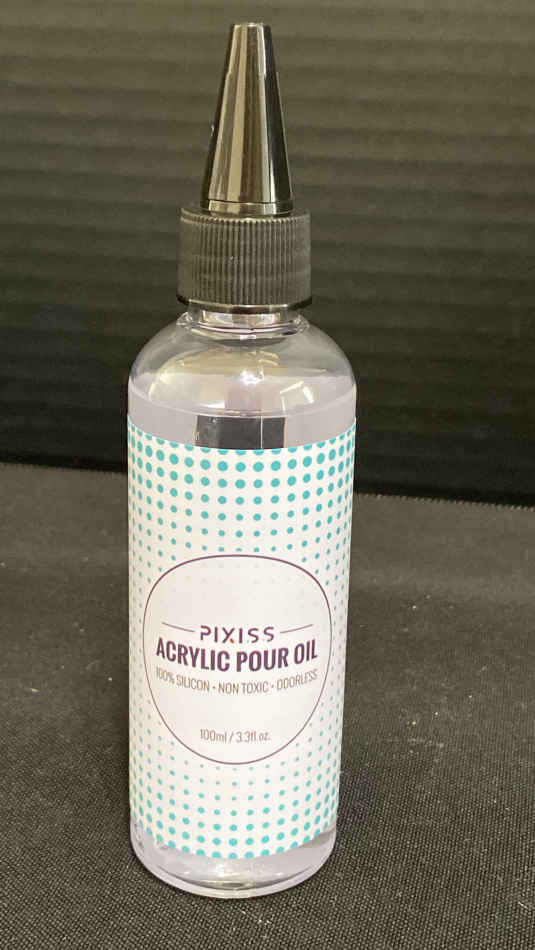 PIXISS
ACRYLIC POUR OIL
100% SILICON • NON TOXIC • ODORLESS
100ml / 3.3fl.oz.